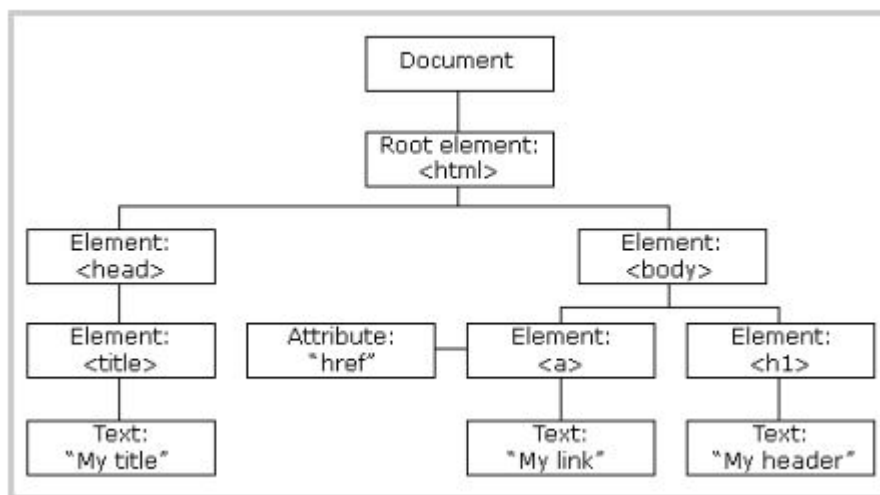 Document
Root element:
<html>
Element:
<head>
Element:
<body>
Element:
<title>
Attribute:
“href”
Element:
<a>
Element:
<h1>
Text:
“My title”
Text:
“My link”
Text:
“My header”